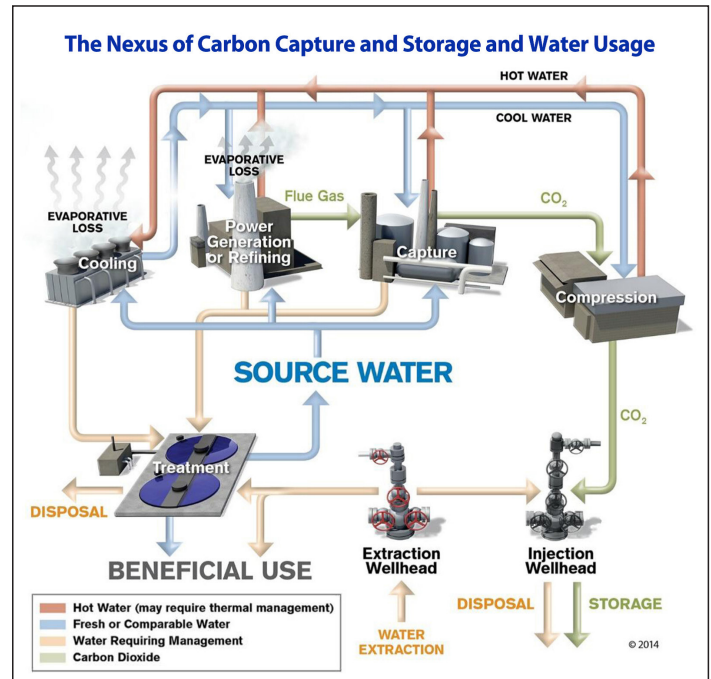 The Nexus of Carbon Capture and Storage and Water Usage
HOT WATER
COOL WATER
EVAPORATIVE
LOSS
Flue Gas
CO₂
EVAPORATIVE
LOSS
Power
Generation
or Refining
Capture
Cooling
Compression
SOURCE WATER
CO₂
Treatment
DISPOSAL
Extraction
Wellhead
Injection
Wellhead
BENEFICIAL USE
Hot Water (may require thermal management)
Fresh or Comparable Water
Water Requiring Management
Carbon Dioxide
DISPOSAL
STORAGE
WATER
EXTRACTION
© 2014